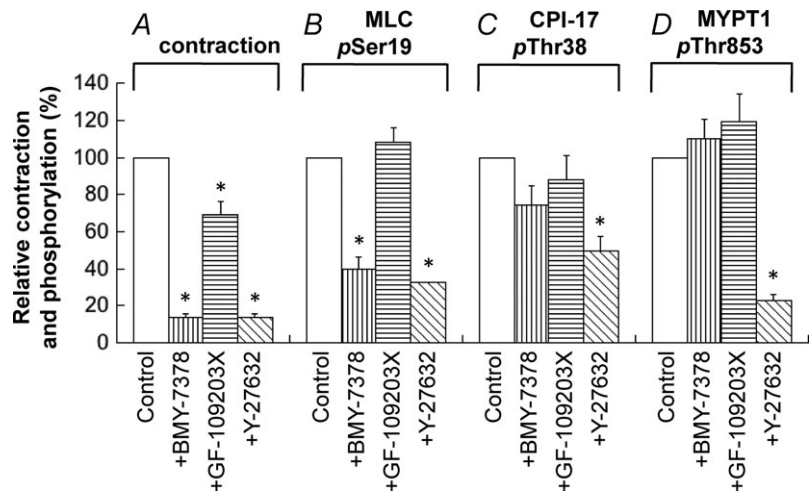 A
contraction
B
MLC
pSer19
C
CPI-17
pThr38
D
MYPT1
pThr853
Relative contraction
and phosphorylation (%)
140
120
100
80
60
40
20
0
*
*
*
*
*
*
*
Control
+BMY-7378
+GF-109203X
+Y-27632
Control
+BMY-7378
+GF-109203X
+Y-27632
Control
+BMY-7378
+GF-109203X
+Y-27632
Control
+BMY-7378
+GF-109203X
+Y-27632